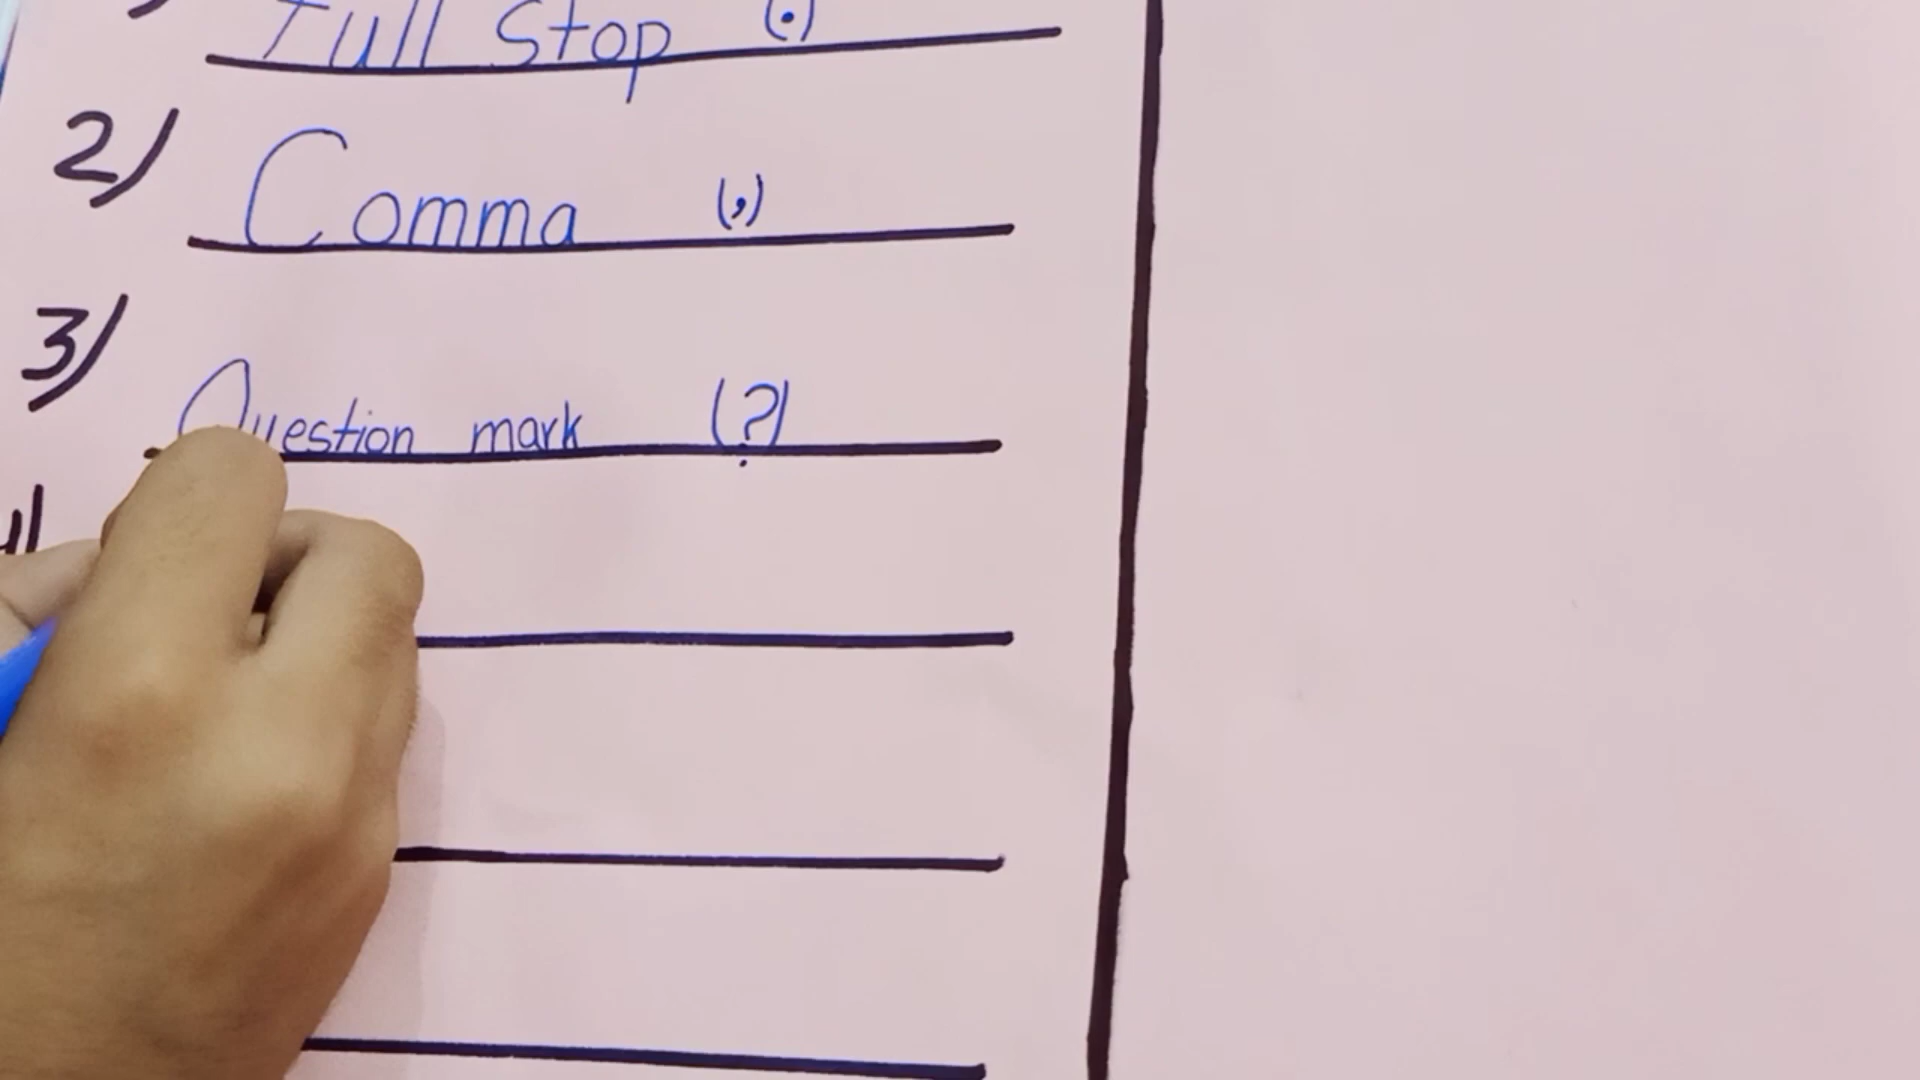 Full Stop (.)
2) Comma (,)
3) Question mark (?)